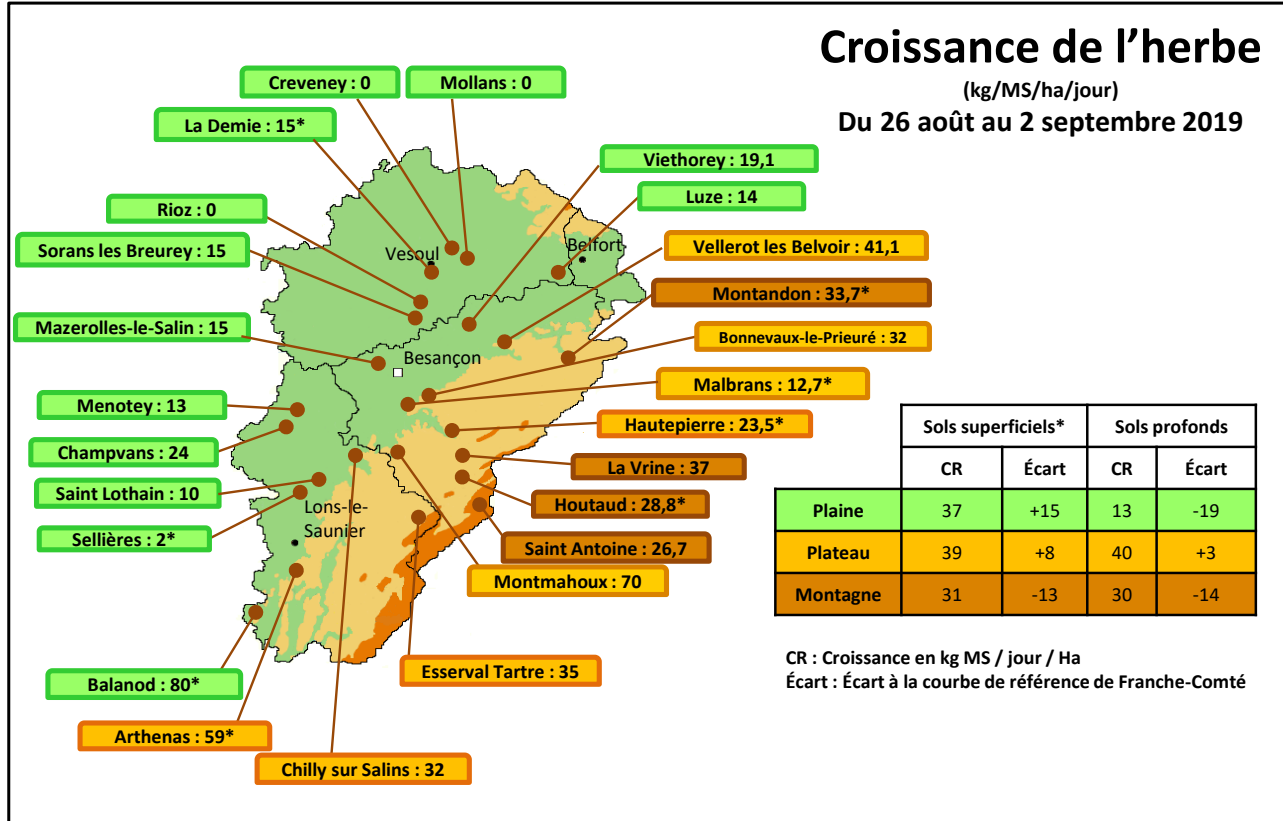 Croissance de l’herbe
(kg/MS/ha/jour)
Du 26 août au 2 septembre 2019
Creveney : 0
Mollans : 0
La Demie : 15*
Viethorey : 19,1
Luze : 14
Rioz : 0
Sorans les Breurey : 15
Vesoul
Belfort
Vellerot les Belvoir : 41,1
Montandon : 33,7*
Mazerolles-le-Salin : 15
Bonnevaux-le-Prieuré : 32
Besançon
Malbrans : 12,7*
Menotey : 13
Hautepierre : 23,5*
Champvans : 24
La Vrine : 37
Saint Lothain : 10
Houtaud : 28,8*
Lons-le-
Saunier
Sellières : 2*
Saint Antoine : 26,7
Montmahoux : 70
Esserval Tartre : 35
Balanod : 80*
Arthenas : 59*
Chilly sur Salins : 32
Sols superficiels* Sols profonds
CR Écart CR Écart
Plaine 37 +15 13 -19
Plateau 39 +8 40 +3
Montagne 31 -13 30 -14
CR : Croissance en kg MS / jour / Ha
Écart : Écart à la courbe de référence de Franche-Comté